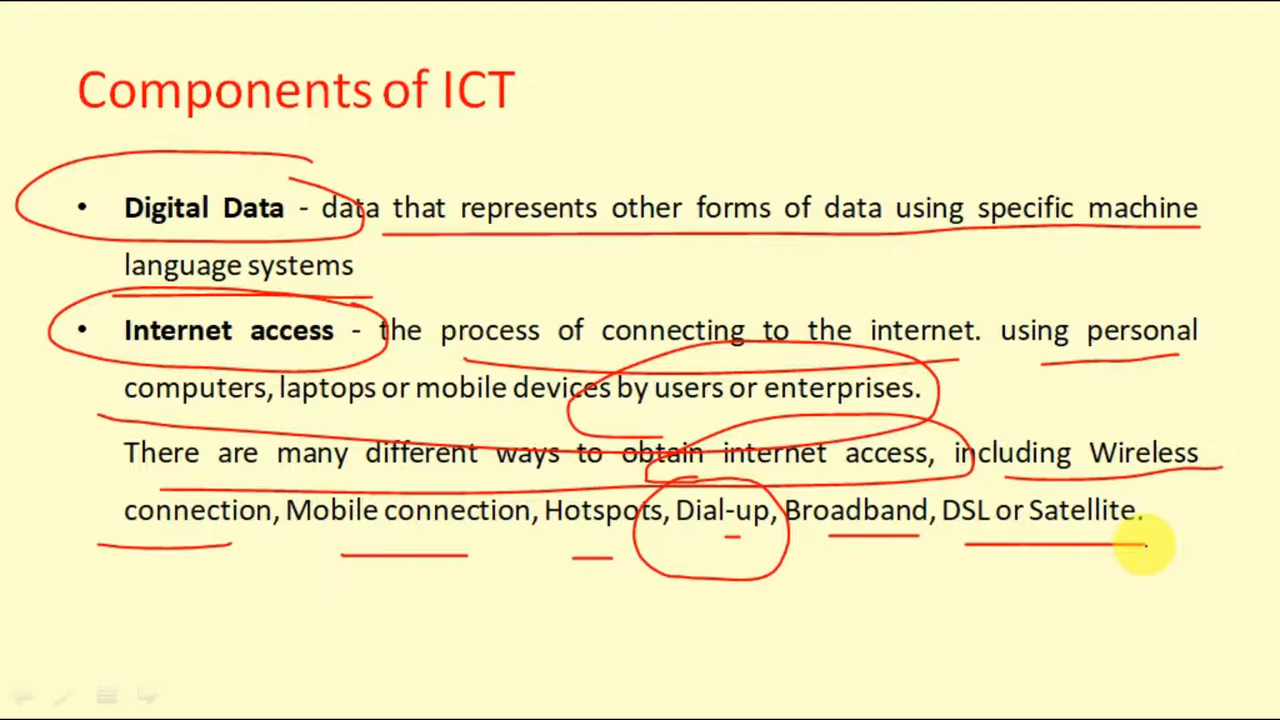 Components of ICT
• Digital Data - data that represents other forms of data using specific machine
language systems
• Internet access - the process of connecting to the internet. using personal
computers, laptops or mobile devices by users or enterprises.
There are many different ways to obtain internet access, including Wireless
connection, Mobile connection, Hotspots, Dial-up, Broadband, DSL or Satellite.